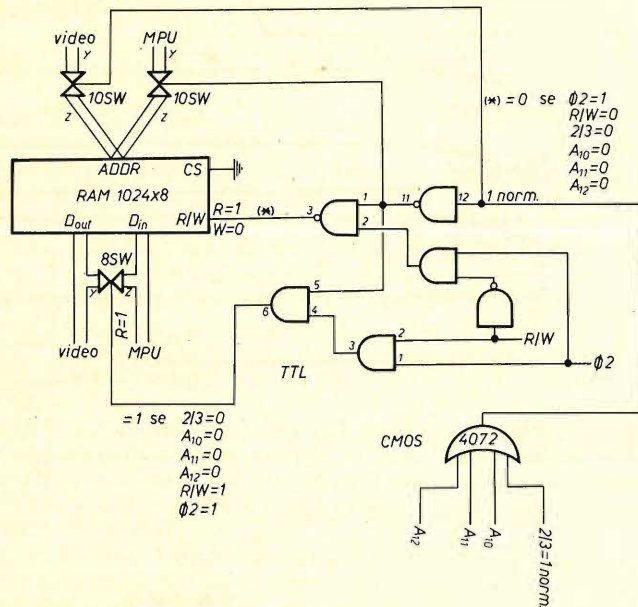 video
MPU
Y
Y
10SW
10SW
Z
Z
ADDR
CS
RAM 1024x8
Dout
Din
R/W
R=1
W=0
(*)
3
1
2
11
12
1 norm.
(*) = 0 se ϕ2=1
R/W=0
2/3=0
A10=0
A11=0
A12=0
8SW
Y
Z
R=1
video
MPU
6
5
4
3
2
1
R/W
ϕ2
TTL
=1 se 2/3=0
A10=0
A11=0
A12=0
R/W=1
ϕ2=1
CMOS
4072
A12
A11
A10
2/3=1 norm.